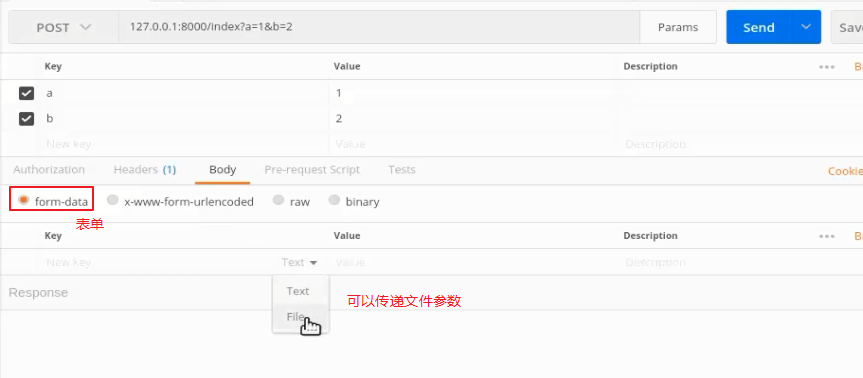 POST 127.0.0.1:8000/index?a=1&b=2 Params Send Save
Key Value Description ••• B
a 1
b 2
New key Value Description
Authorization Headers (1) Body Pre-request Script Tests Cookie
form-data x-www-form-urlencoded raw binary
表单
Key Value Description ••• B
New key Text Value Description
Response
Text
可以传递文件参数
File